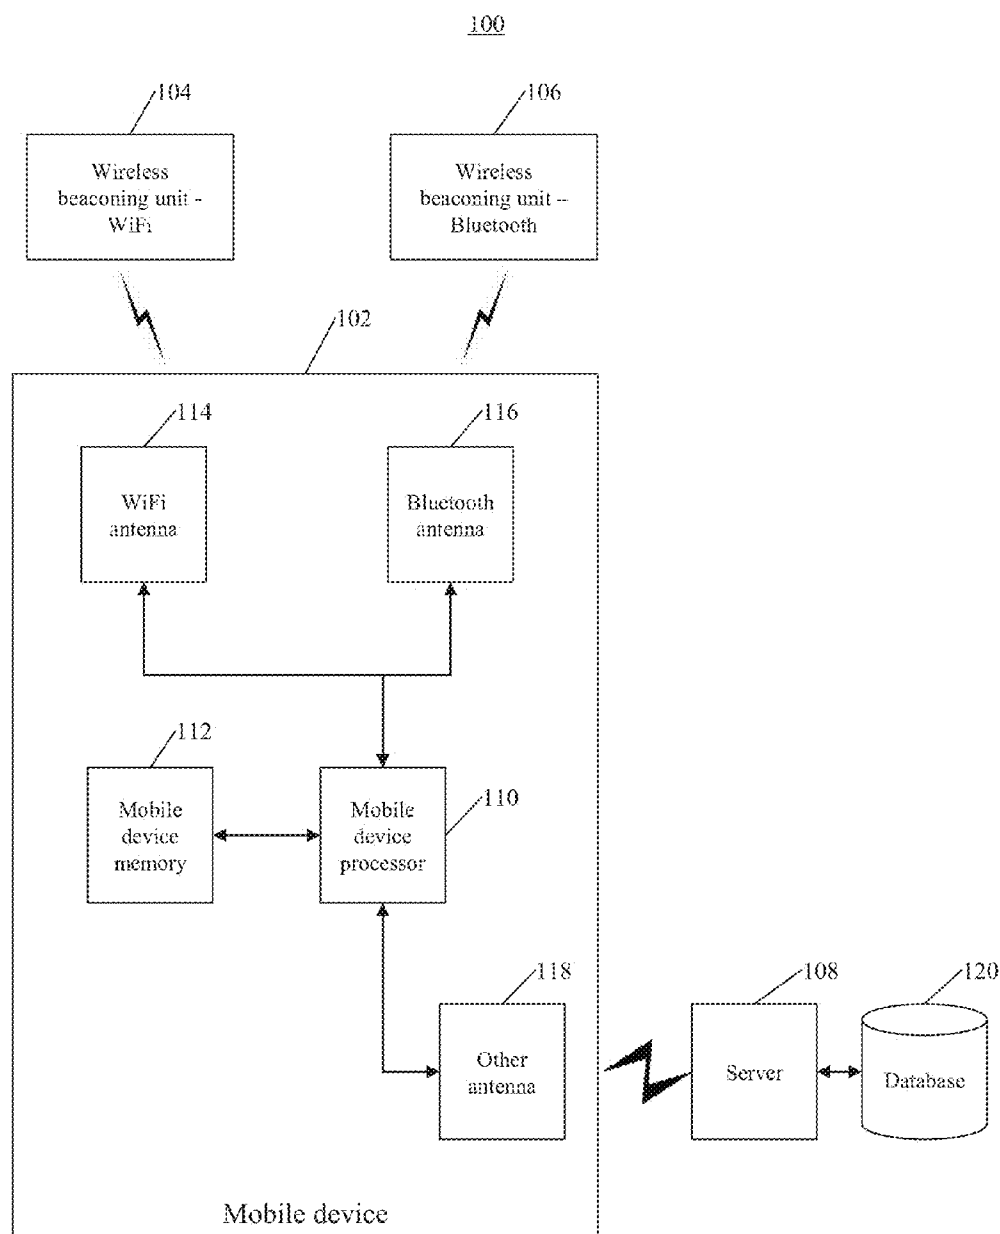 100
104
106
Wireless
beaconing unit -
WiFi
Wireless
beaconing unit –
Bluetooth
102
114
116
WiFi
antenna
Bluetooth
antenna
112
110
Mobile
device
memory
Mobile
device
processor
118
108
120
Other
antenna
Server
Database
Mobile device